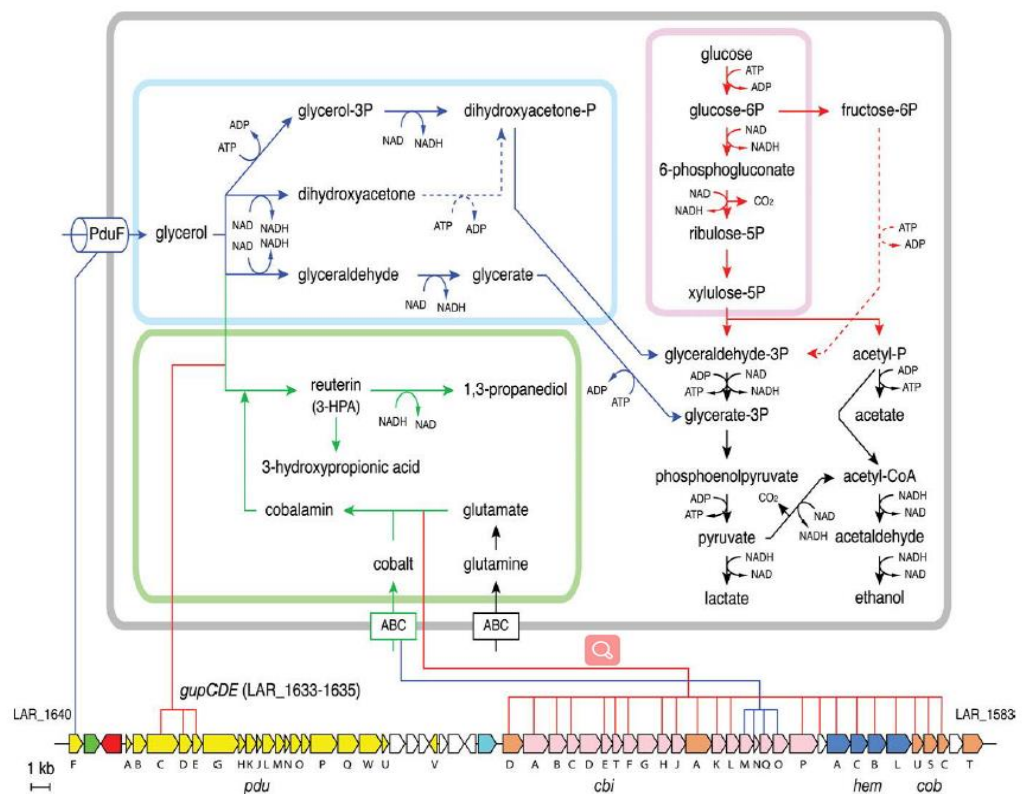 glucose
ATP
ADP
glycerol-3P
dihydroxyacetone-P
glucose-6P
fructose-6P
ADP
ATP
NAD
NADH
NAD
NADH
6-phosphogluconate
dihydroxyacetone
NAD
NADH
CO₂
NAD
NADH
ATP
ADP
ribulose-5P
ATP
ADP
PduF
glycerol
NAD
NADH
glyceraldehyde
glycerate
NAD
NADH
xylulose-5P
glyceraldehyde-3P
acetyl-P
ADP
ATP
NAD
NADH
ADP
ATP
reuterin
(3-HPA)
1,3-propanediol
ADP
ATP
NADH
NAD
glycerate-3P
acetate
3-hydroxypropionic acid
phosphoenolpyruvate
acetyl-CoA
ADP
ATP
CO₂
NAD
NADH
NADH
NAD
cobalamin
glutamate
pyruvate
acetaldehyde
NADH
NAD
NADH
NAD
cobalt
glutamine
lactate
ethanol
ABC
ABC
gupCDE (LAR_1633-1635)
LAR_1640
LAR_1583
F A B C D E G H K J L M N O P Q W U V D A B C D E T F G H J A K L M N Q O P A C B L U S C T
1 kb
pdu
cbi
hem
cob